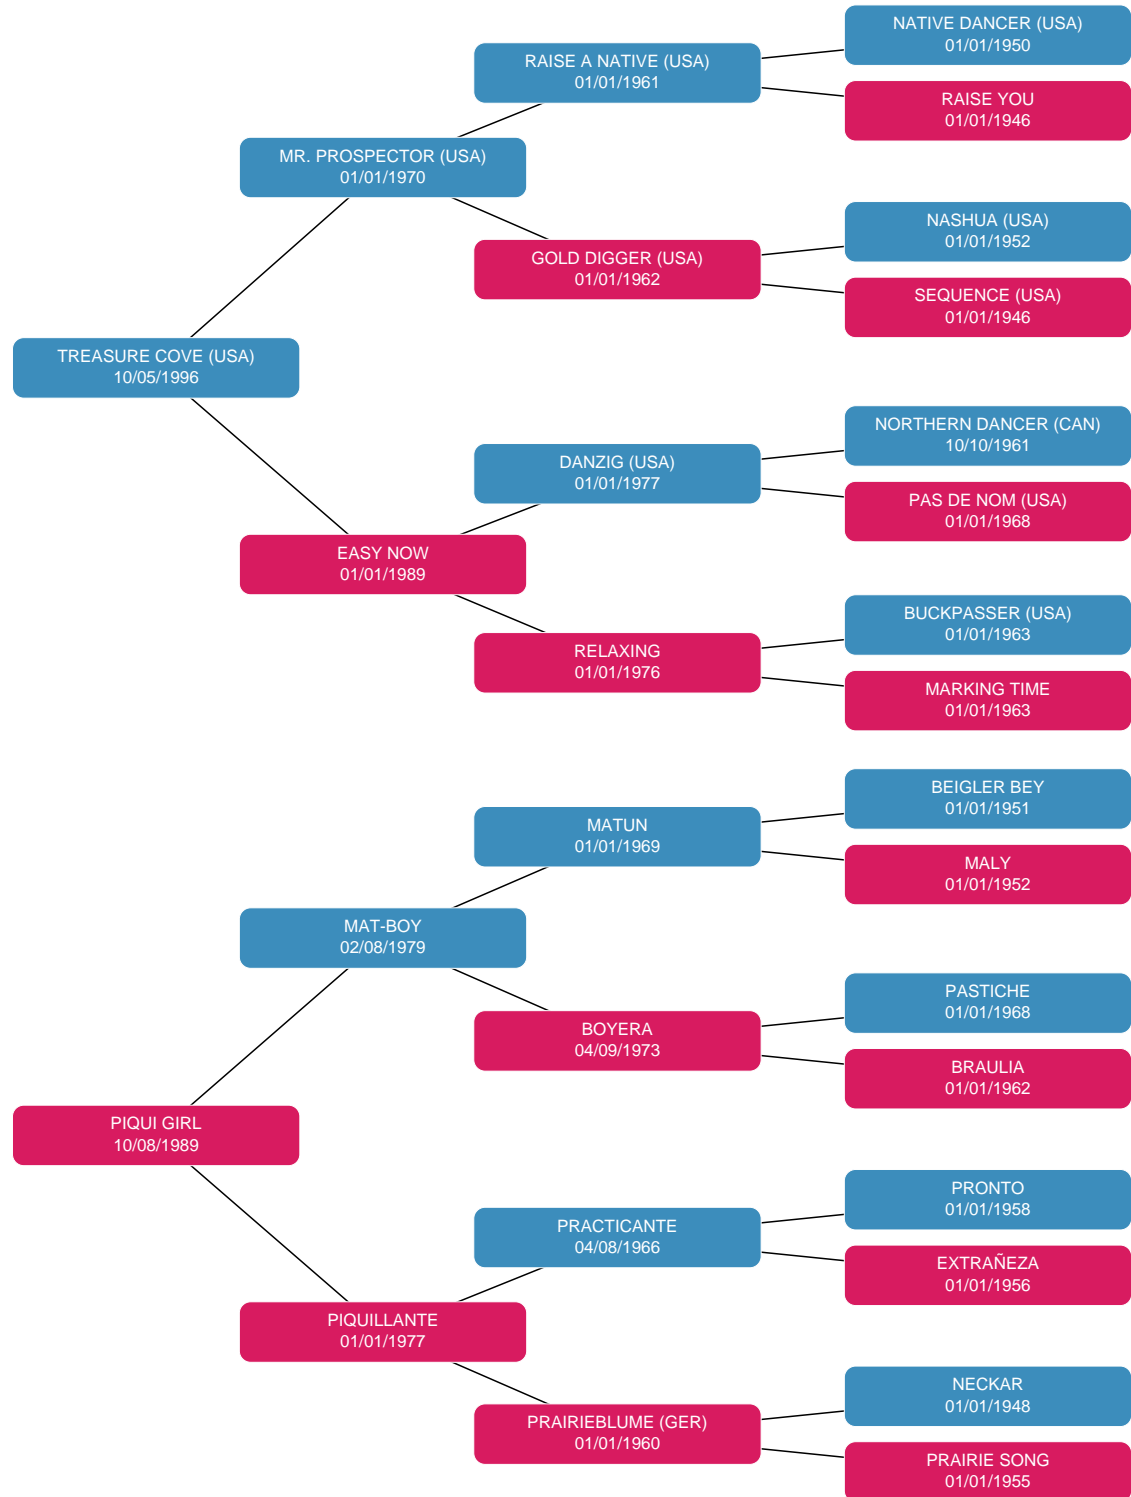 NATIVE DANCER (USA)
01/01/1950
RAISE A NATIVE (USA)
01/01/1961
RAISE YOU
01/01/1946
MR. PROSPECTOR (USA)
01/01/1970
NASHUA (USA)
01/01/1952
GOLD DIGGER (USA)
01/01/1962
SEQUENCE (USA)
01/01/1946
TREASURE COVE (USA)
10/05/1996
NORTHERN DANCER (CAN)
10/10/1961
DANZIG (USA)
01/01/1977
PAS DE NOM (USA)
01/01/1968
EASY NOW
01/01/1989
BUCKPASSER (USA)
01/01/1963
RELAXING
01/01/1976
MARKING TIME
01/01/1963
BEIGLER BEY
01/01/1951
MATUN
01/01/1969
MALY
01/01/1952
MAT-BOY
02/08/1979
PASTICHE
01/01/1968
BOYERA
04/09/1973
BRAULIA
01/01/1962
PIQUI GIRL
10/08/1989
PRONTO
01/01/1958
PRACTICANTE
04/08/1966
EXTRAÑEZA
01/01/1956
PIQUILLANTE
01/01/1977
NECKAR
01/01/1948
PRAIRIEBLUME (GER)
01/01/1960
PRAIRIE SONG
01/01/1955